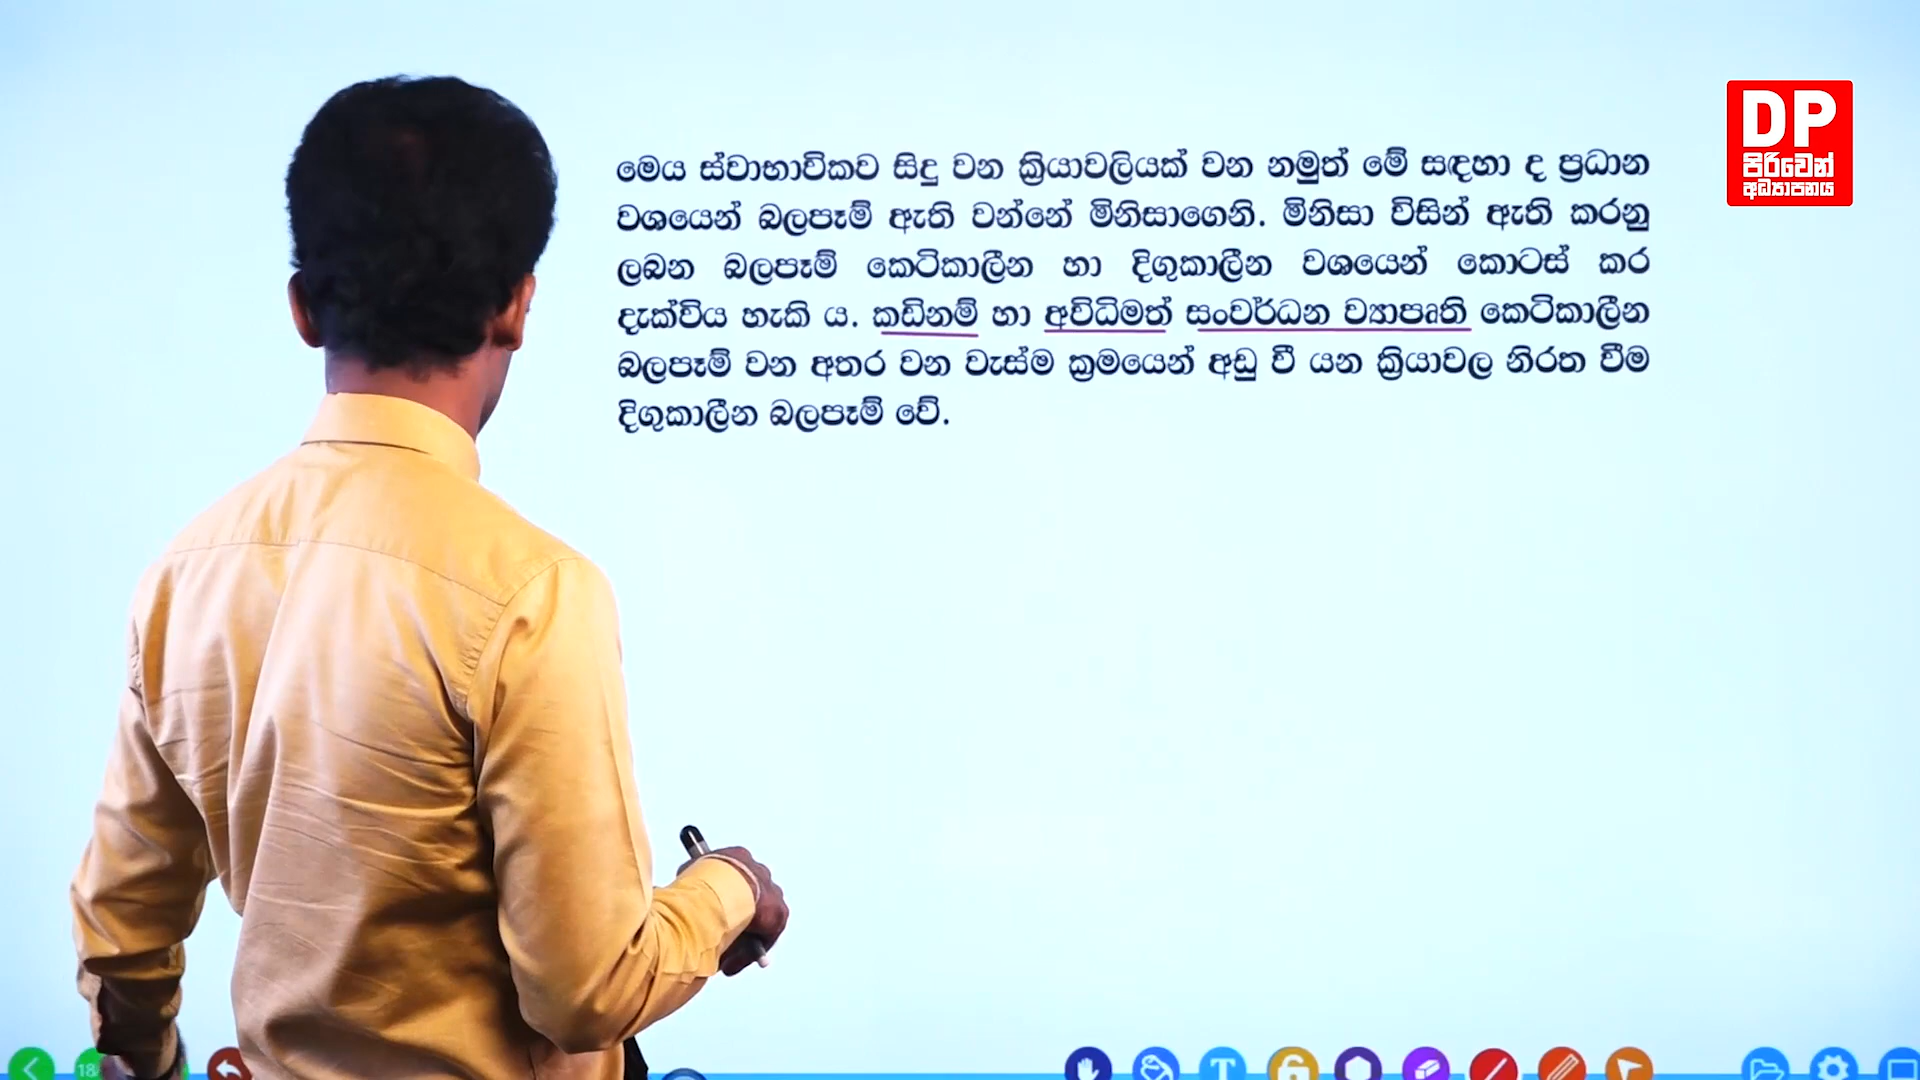 මෙය ස්වාභාවිකව සිදු වන ක්‍රියාවලියක් වන නමුත් මේ සඳහා ද ප්‍රධාන
වශයෙන් බලපෑම් ඇති වන්නේ මිනිසාගෙනි. මිනිසා විසින් ඇති කරනු
ලබන බලපෑම් කෙටිකාලීන හා දිගුකාලීන වශයෙන් කොටස් කර
දැක්විය හැකි ය. කඩිනම් හා අවිධිමත් සංවර්ධන ව්‍යාපෘති කෙටිකාලීන
බලපෑම් වන අතර වන වැස්ම ක්‍රමයෙන් අඩු වී යන ක්‍රියාවල නිරත වීම
දිගුකාලීන බලපෑම් වේ.
DP
පිරිවෙන්
අධ්‍යාපනය
18
T